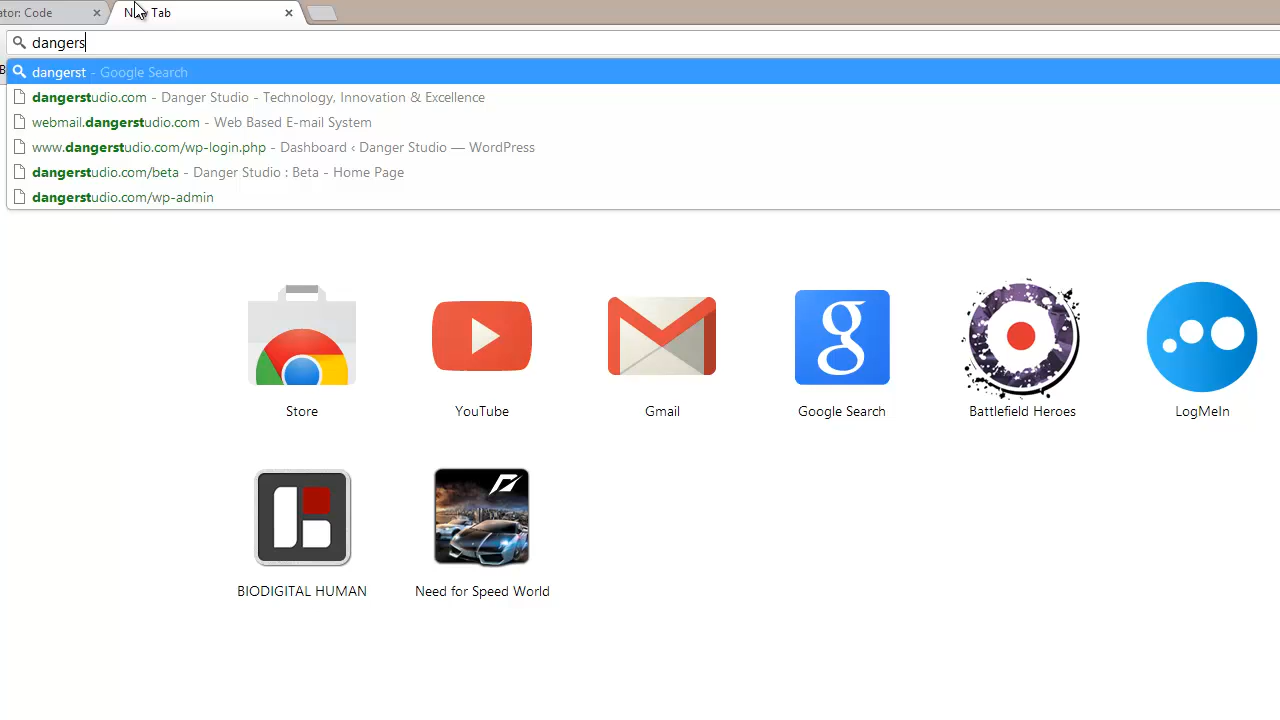 ator: Code
New Tab
dangers
dangerst - Google Search
dangerstudio.com - Danger Studio - Technology, Innovation & Excellence
webmail.dangerstudio.com - Web Based E-mail System
www.dangerstudio.com/wp-login.php - Dashboard ‹ Danger Studio — WordPress
dangerstudio.com/beta - Danger Studio : Beta - Home Page
dangerstudio.com/wp-admin
Store YouTube Gmail Google Search Battlefield Heroes LogMeIn
BIODIGITAL HUMAN Need for Speed World